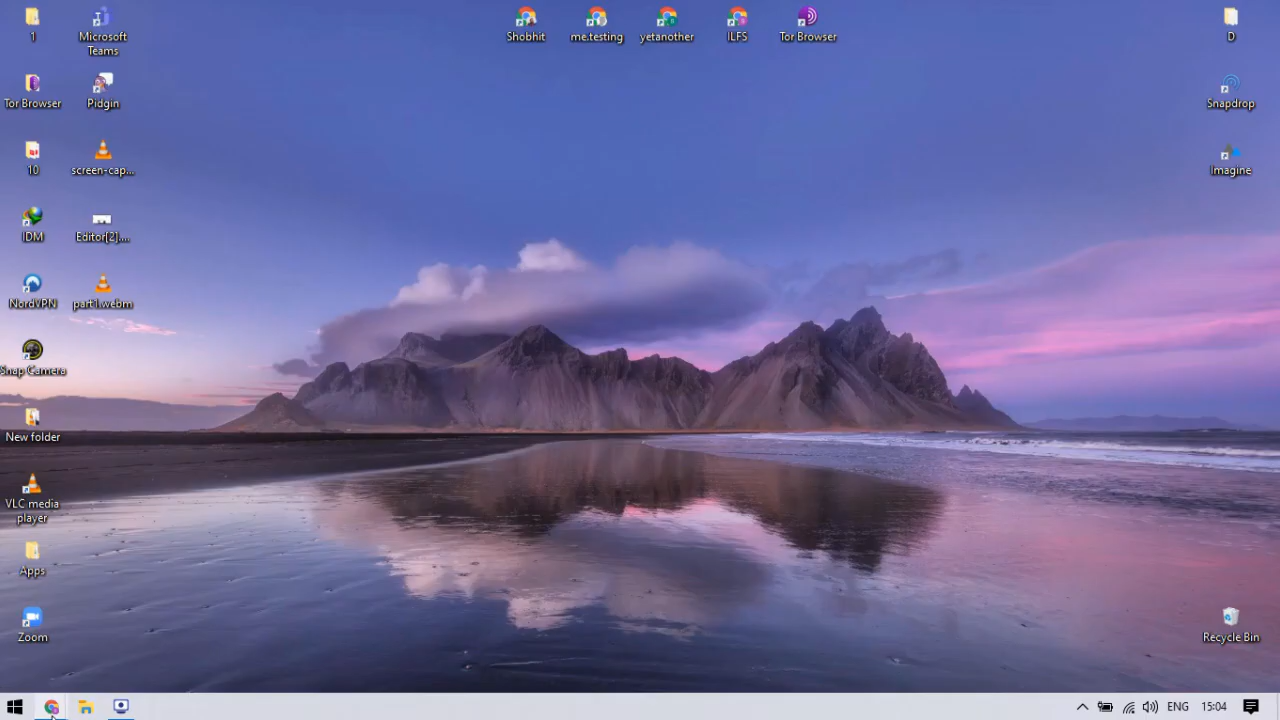 1
Microsoft
Teams
Shobhit
me.testing
yetanother
ILFS
Tor Browser
D
Tor Browser
Pidgin
Snapdrop
10
screen-cap...
Imagine
IDM
Editor[2]....
NordVPN
part1.webm
Snap Camera
New folder
VLC media
player
Apps
Zoom
Recycle Bin
ENG
15:04